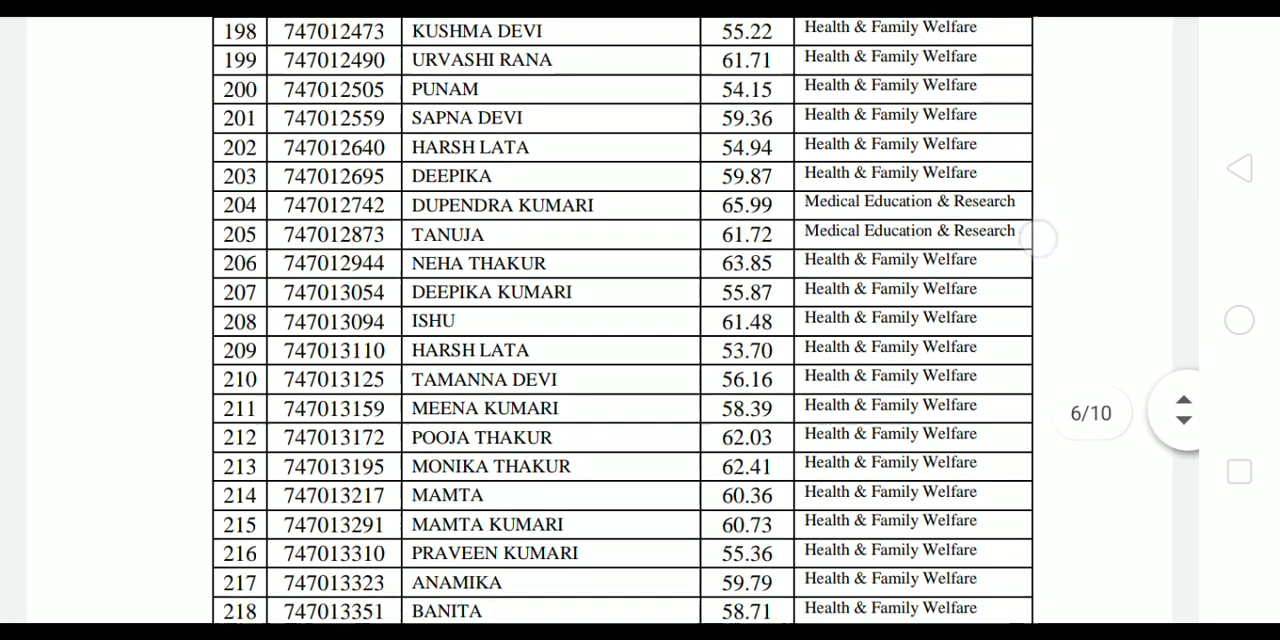 198 747012473 KUSHMA DEVI 55.22 Health & Family Welfare
199 747012490 URVASHI RANA 61.71 Health & Family Welfare
200 747012505 PUNAM 54.15 Health & Family Welfare
201 747012559 SAPNA DEVI 59.36 Health & Family Welfare
202 747012640 HARSH LATA 54.94 Health & Family Welfare
203 747012695 DEEPIKA 59.87 Health & Family Welfare
204 747012742 DUPENDRA KUMARI 65.99 Medical Education & Research
205 747012873 TANUJA 61.72 Medical Education & Research
206 747012944 NEHA THAKUR 63.85 Health & Family Welfare
207 747013054 DEEPIKA KUMARI 55.87 Health & Family Welfare
208 747013094 ISHU 61.48 Health & Family Welfare
209 747013110 HARSH LATA 53.70 Health & Family Welfare
210 747013125 TAMANNA DEVI 56.16 Health & Family Welfare
211 747013159 MEENA KUMARI 58.39 Health & Family Welfare
212 747013172 POOJA THAKUR 62.03 Health & Family Welfare
213 747013195 MONIKA THAKUR 62.41 Health & Family Welfare
214 747013217 MAMTA 60.36 Health & Family Welfare
215 747013291 MAMTA KUMARI 60.73 Health & Family Welfare
216 747013310 PRAVEEN KUMARI 55.36 Health & Family Welfare
217 747013323 ANAMIKA 59.79 Health & Family Welfare
218 747013351 BANITA 58.71 Health & Family Welfare
6/10